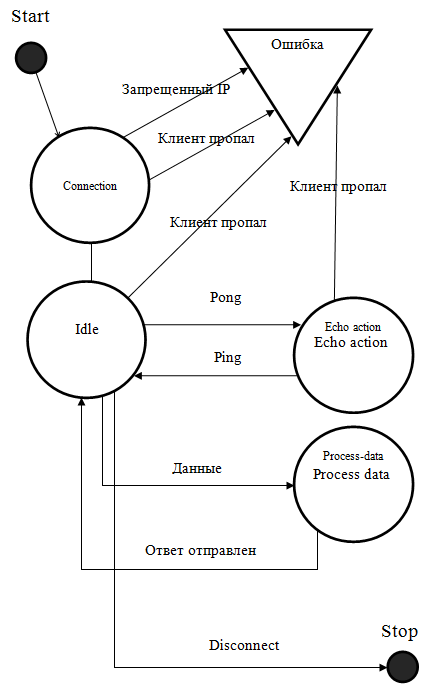 Start
Ошибка
Запрещенный IP
Клиент пропал
Connection
Клиент пропал
Клиент пропал
Pong
Idle
Echo action
Echo action
Ping
Process-data
Данные
Process data
Ответ отправлен
Stop
Disconnect